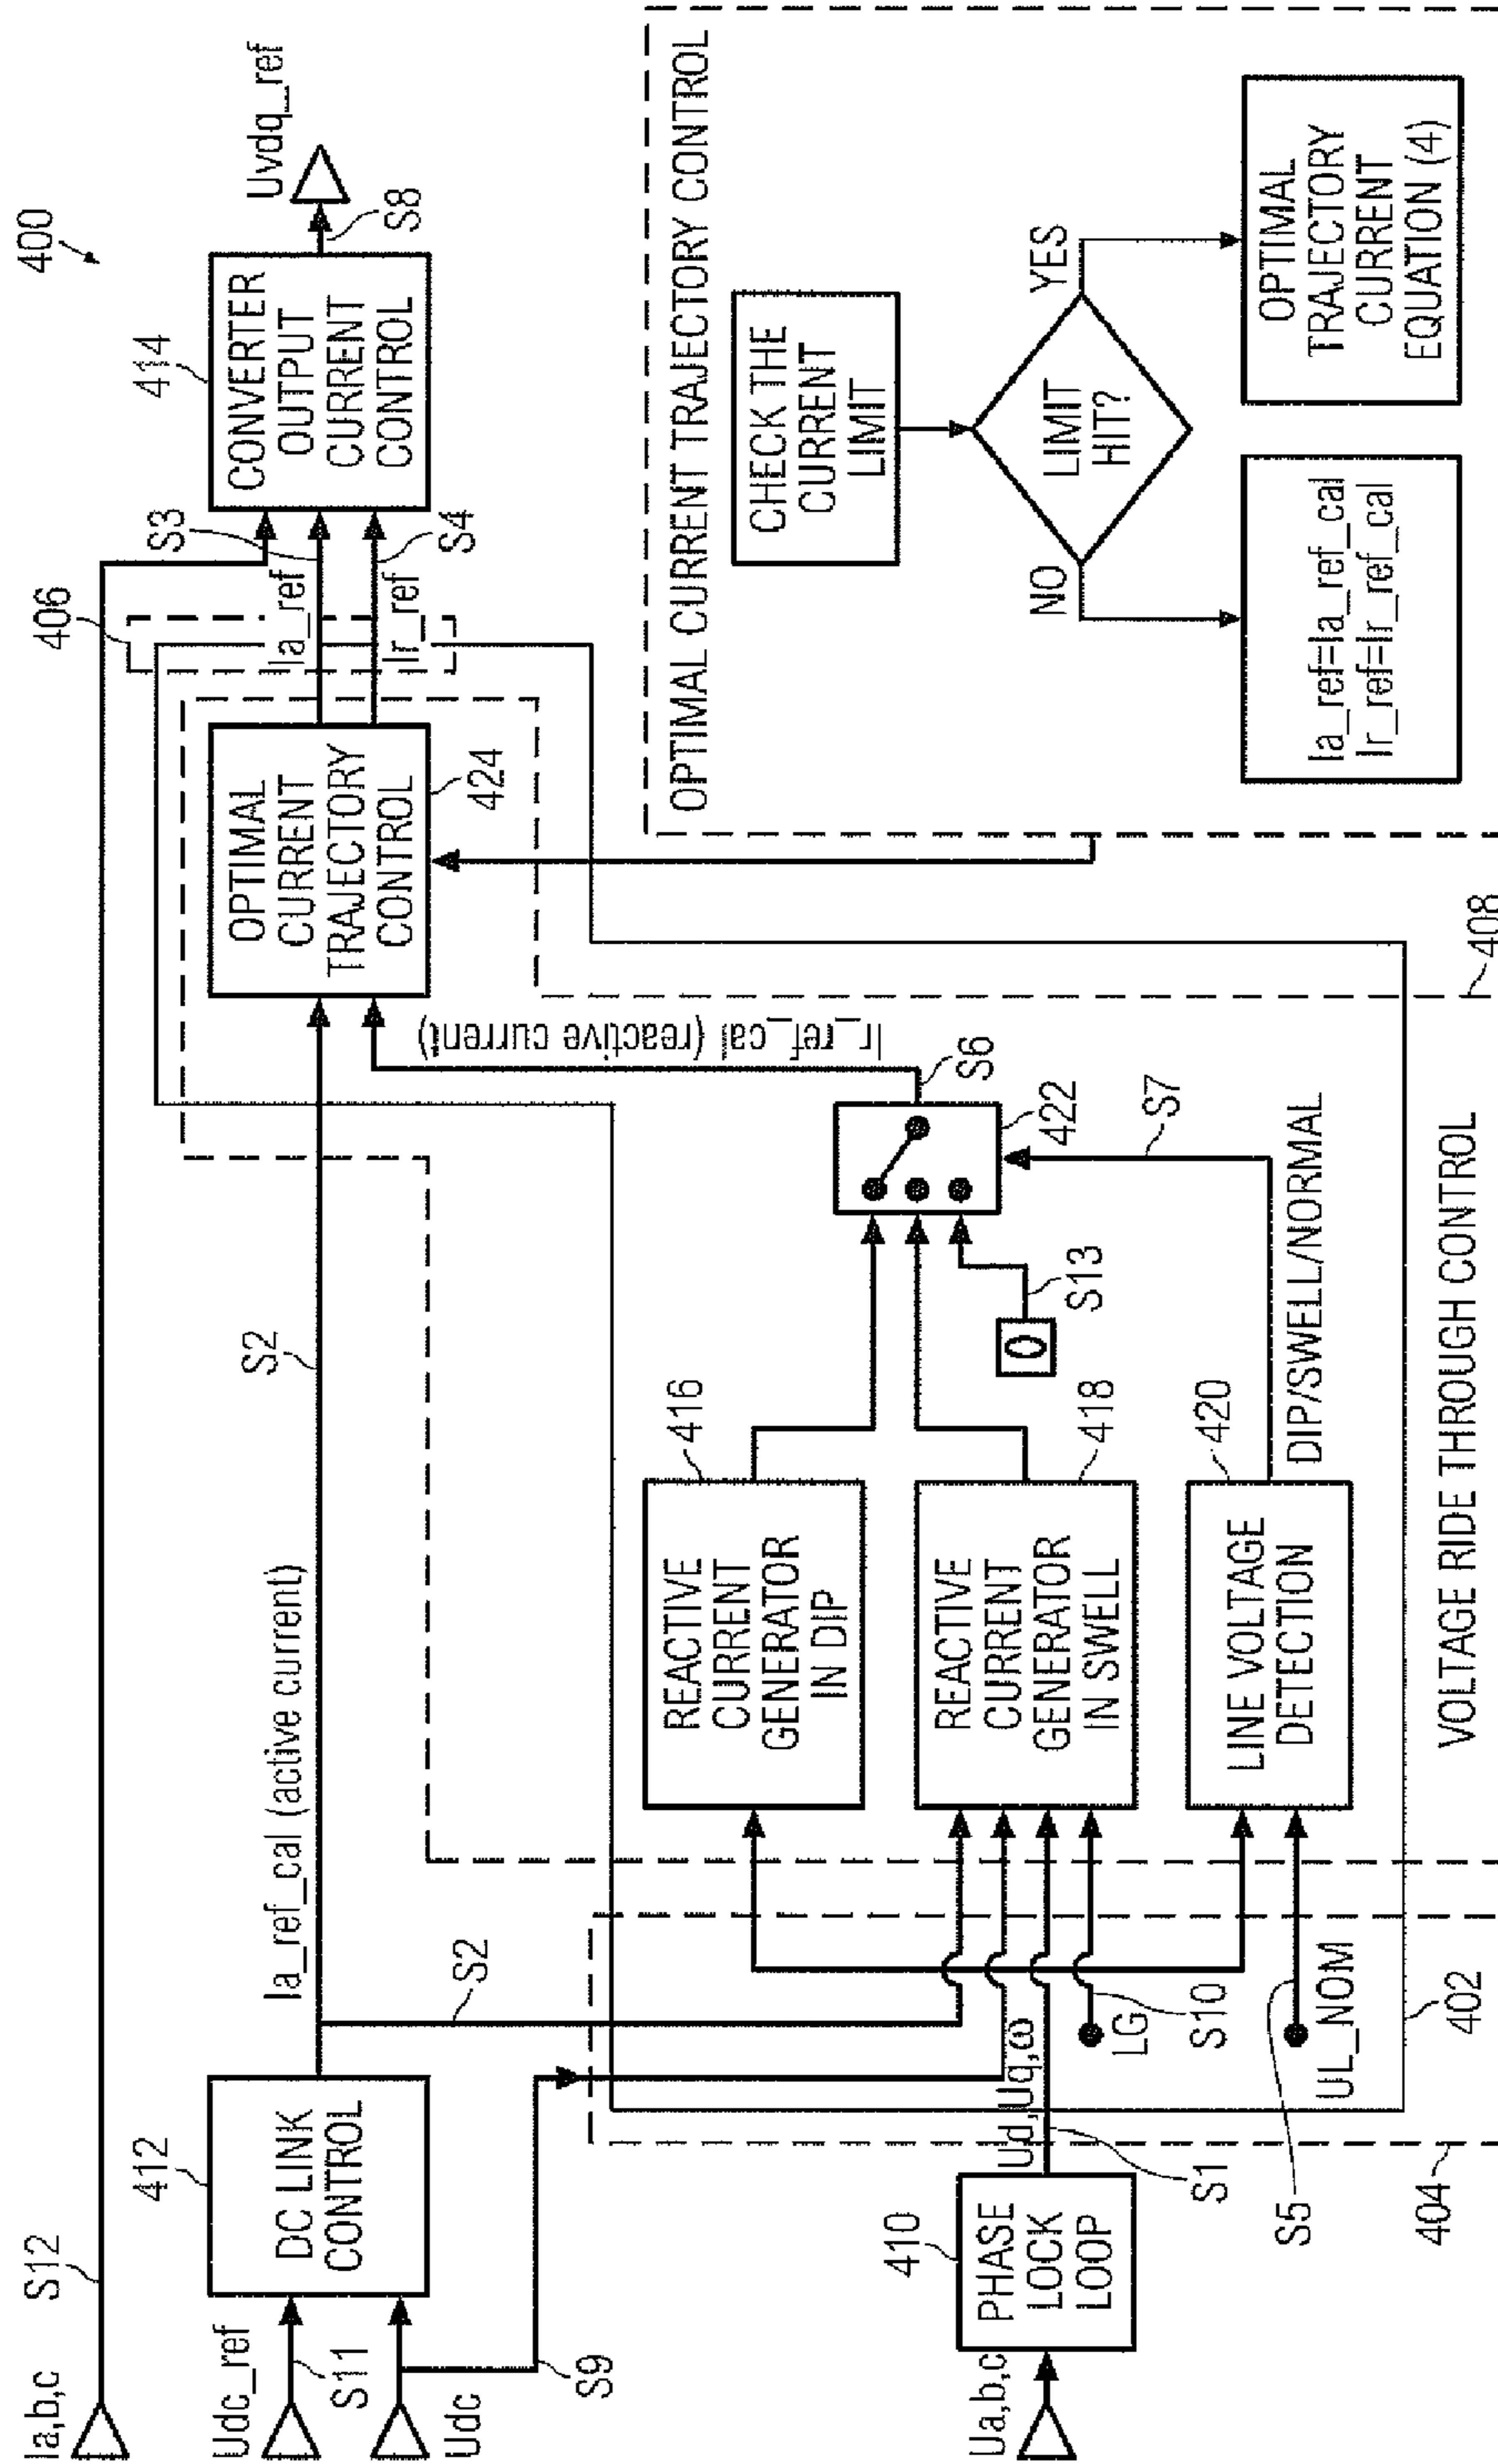 400
Ia,b,c
S12
406
Udc_ref
S11
Udc
S9
412
DC LINK
CONTROL
Ia_ref_cal (active current)
S2
S2
OPTIMAL
CURRENT
TRAJECTORY
CONTROL
424
Ia_ref
Ir_ref
S3
S4
414
CONVERTER
OUTPUT
CURRENT
CONTROL
S8
Uvdq_ref
Ir_ref_cal (reactive current)
S6
422
S7
S13
0
416
REACTIVE
CURRENT
GENERATOR
IN DIP
418
REACTIVE
CURRENT
GENERATOR
IN SWELL
420
LINE VOLTAGE
DETECTION
DIP/SWELL/NORMAL
Ua,b,c
410
PHASE
LOCK
LOOP
Ud,Uq,ω
S1
LG
S10
UL_NOM
S5
404
402
VOLTAGE RIDE THROUGH CONTROL
408
OPTIMAL CURRENT TRAJECTORY CONTROL
CHECK THE
CURRENT
LIMIT
LIMIT
HIT?
NO
YES
Ia_ref=Ia_ref_cal
Ir_ref=Ir_ref_cal
OPTIMAL
TRAJECTORY
CURRENT
EQUATION (4)